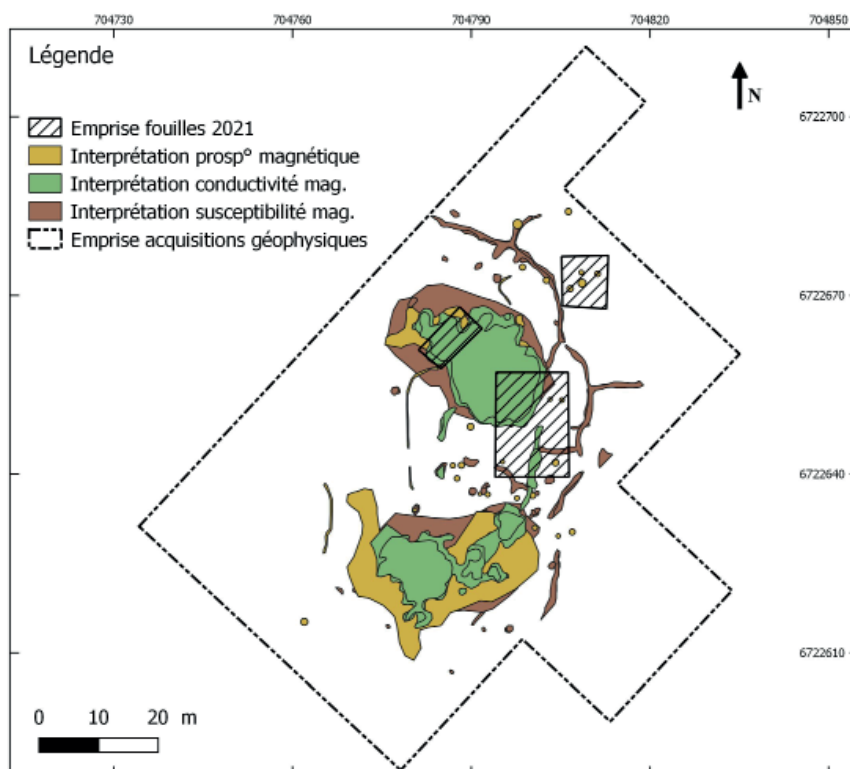 704730 704760 704790 704820 704850
Légende
N
6722700
Emprise fouilles 2021
Interprétation prosp° magnétique
Interprétation conductivité mag.
Interprétation susceptibilité mag.
Emprise acquisitions géophysiques
6722670
6722640
6722610
0 10 20 m